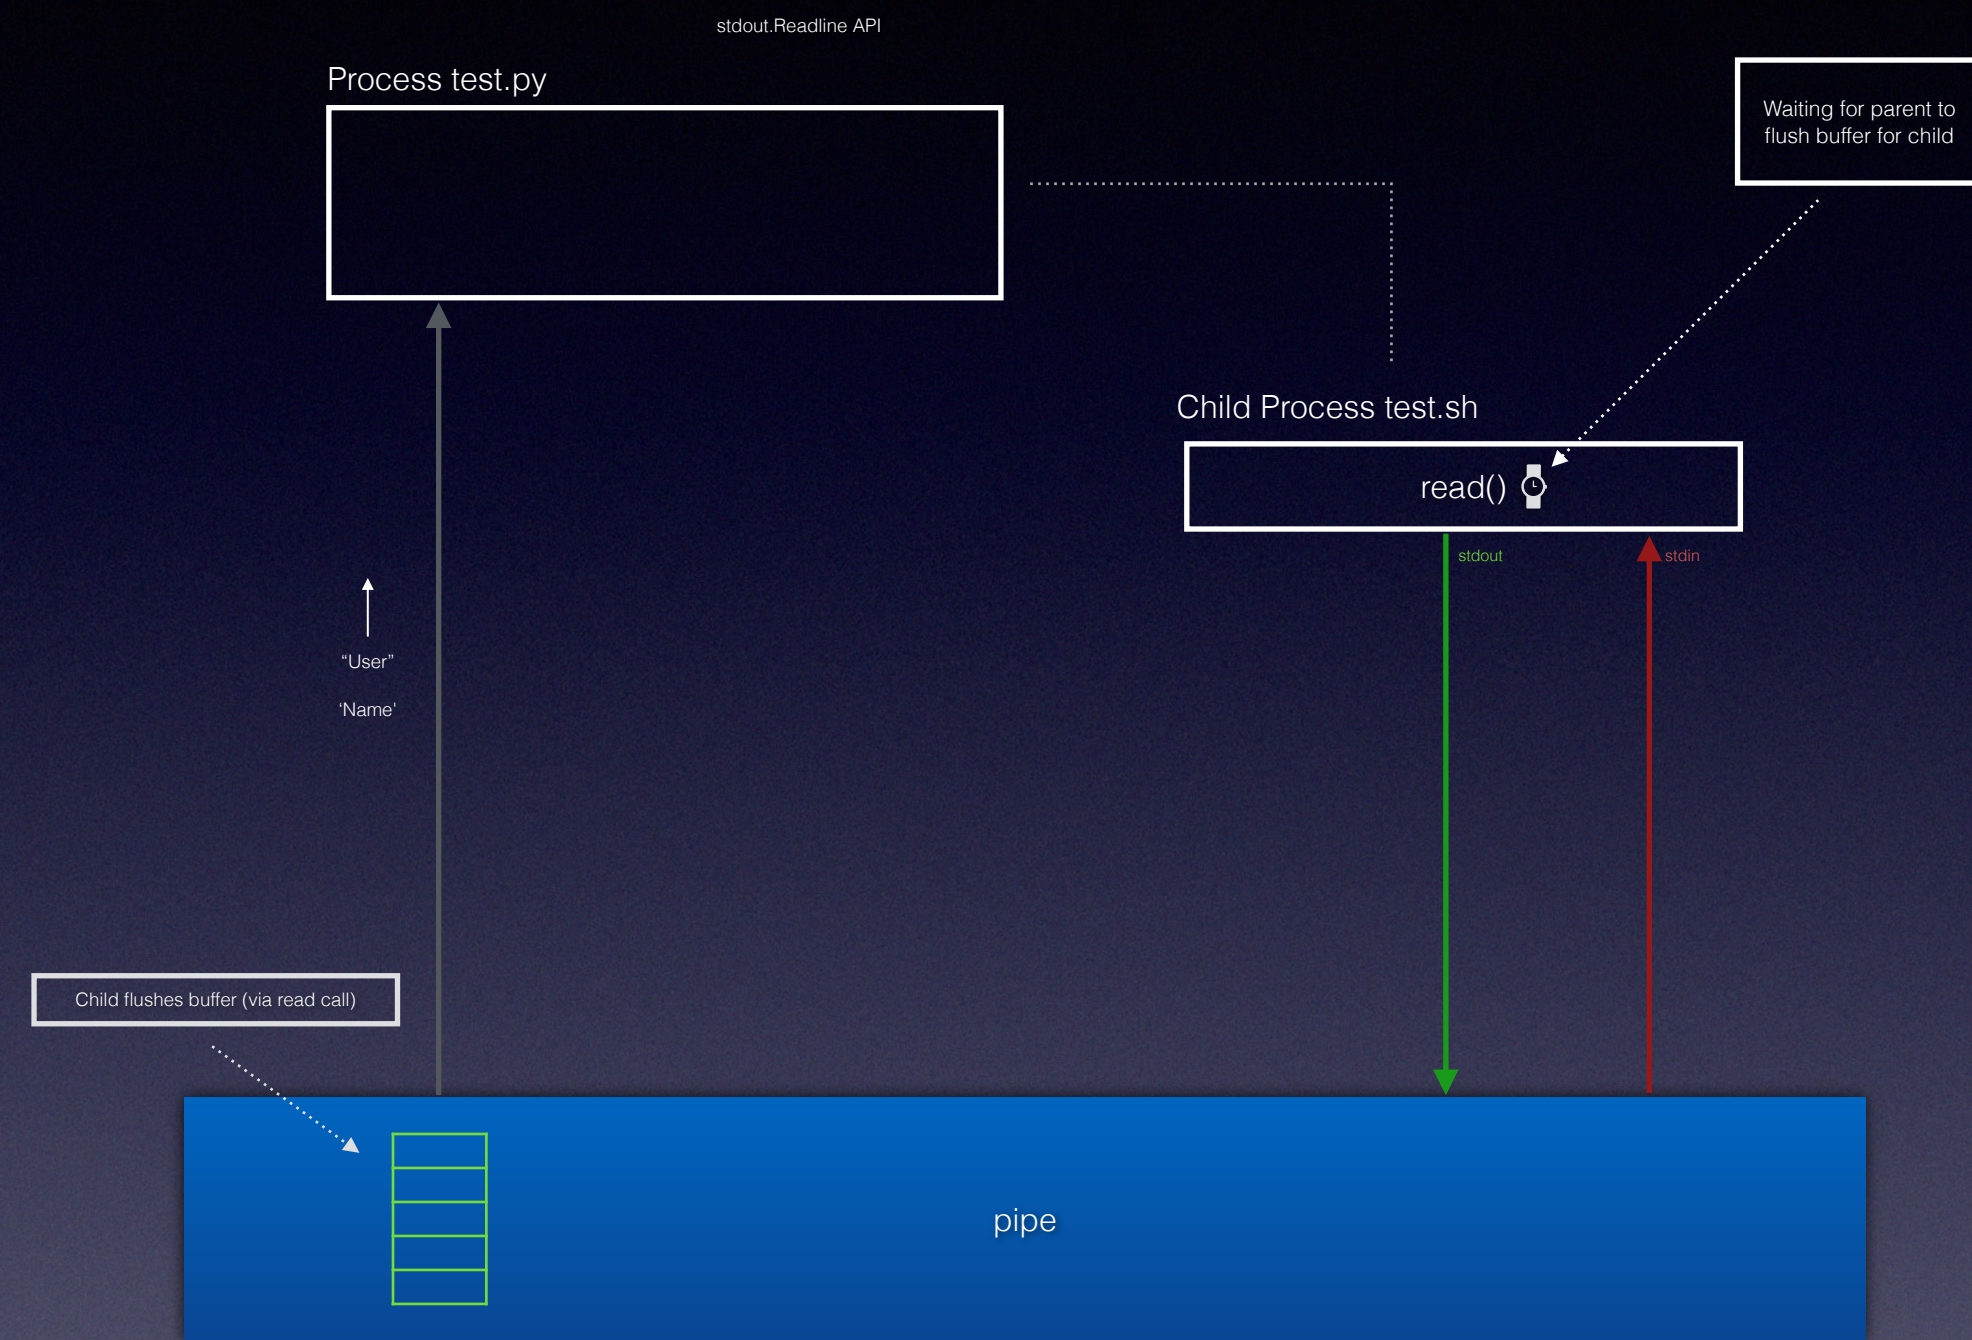 stdout.Readline API
Process test.py
Waiting for parent to
flush buffer for child
Child Process test.sh
read()
stdout
stdin
“User”
‘Name'
Child flushes buffer (via read call)
pipe